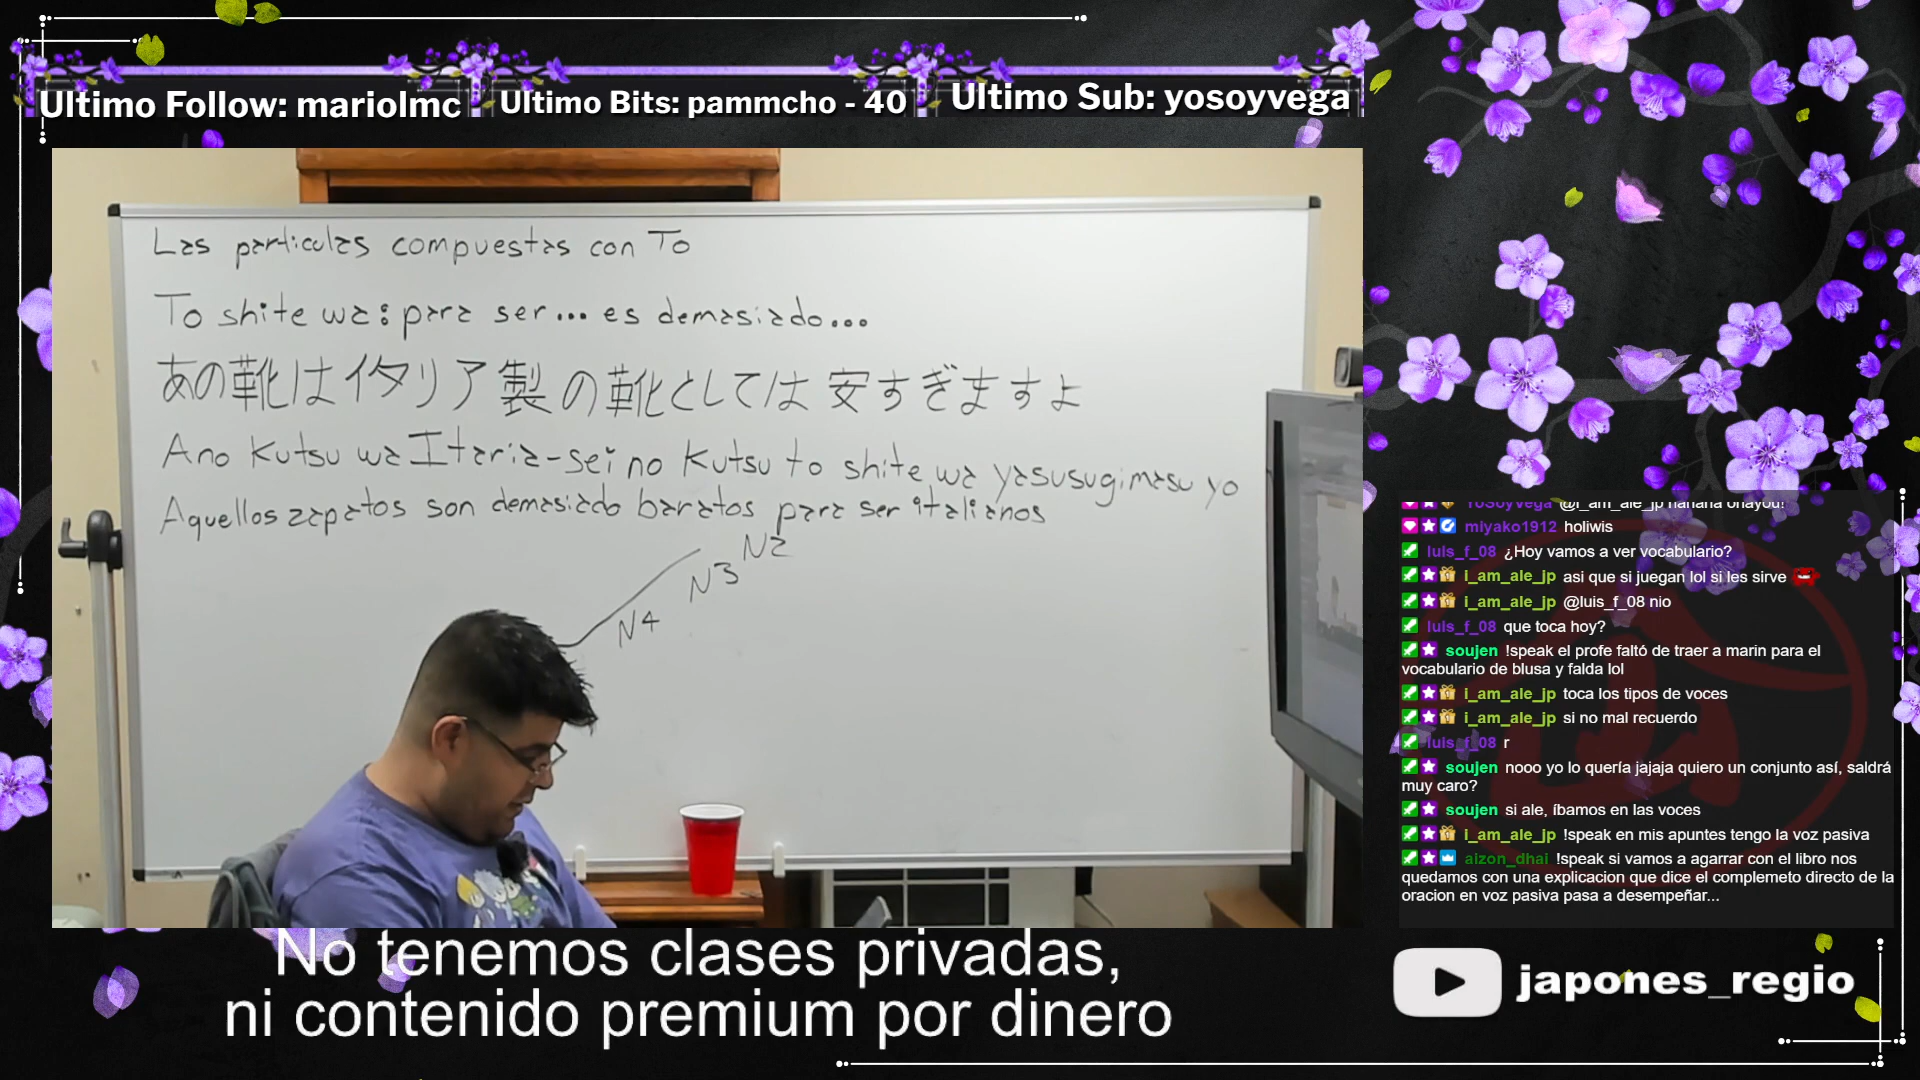 Ultimo Follow: mariolmc
Ultimo Bits: pammcho - 40
Ultimo Sub: yosoyvega
Las particulas compuestas con To
To shite wa: para ser... es demasiado...
あの靴はイタリア製の靴としては安すぎますよ
Ano Kutsu wa Itaria-sei no Kutsu to shite wa yasusugimasu yo
Aquellos zapatos son demasiado baratos para ser italianos
N2
N3
N4
YoSoyVega @i_am_ale_jp hahaha ohayou!
miyako1912 holiwis
luis_f_08 ¿Hoy vamos a ver vocabulario?
i_am_ale_jp asi que si juegan lol si les sirve
i_am_ale_jp @luis_f_08 nio
luis_f_08 que toca hoy?
soujen !speak el profe faltó de traer a marin para el
vocabulario de blusa y falda lol
i_am_ale_jp toca los tipos de voces
i_am_ale_jp si no mal recuerdo
luis_f_08 r
soujen nooo yo lo quería jajaja quiero un conjunto así, saldrá
muy caro?
soujen si ale, íbamos en las voces
i_am_ale_jp !speak en mis apuntes tengo la voz pasiva
aizon_dhai !speak si vamos a agarrar con el libro nos
quedamos con una explicacion que dice el complemeto directo de la
oracion en voz pasiva pasa a desempeñar...
No tenemos clases privadas,
ni contenido premium por dinero
japones_regio